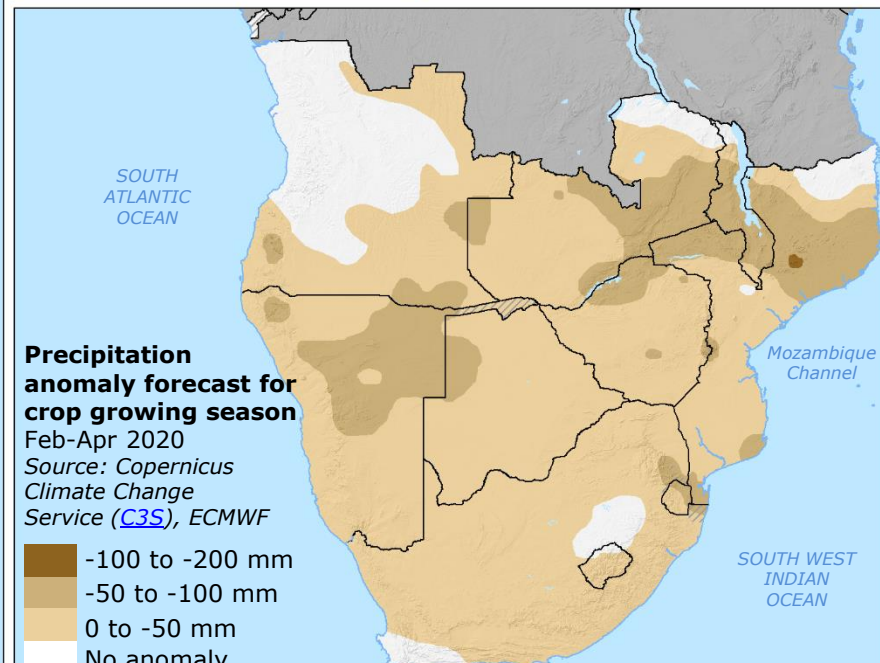 SOUTH
ATLANTIC
OCEAN
Mozambique
Channel
Precipitation
anomaly forecast for
crop growing season
Feb-Apr 2020
Source: Copernicus
Climate Change
Service (C3S), ECMWF
-100 to -200 mm
-50 to -100 mm
0 to -50 mm
No anomaly
SOUTH WEST
INDIAN
OCEAN